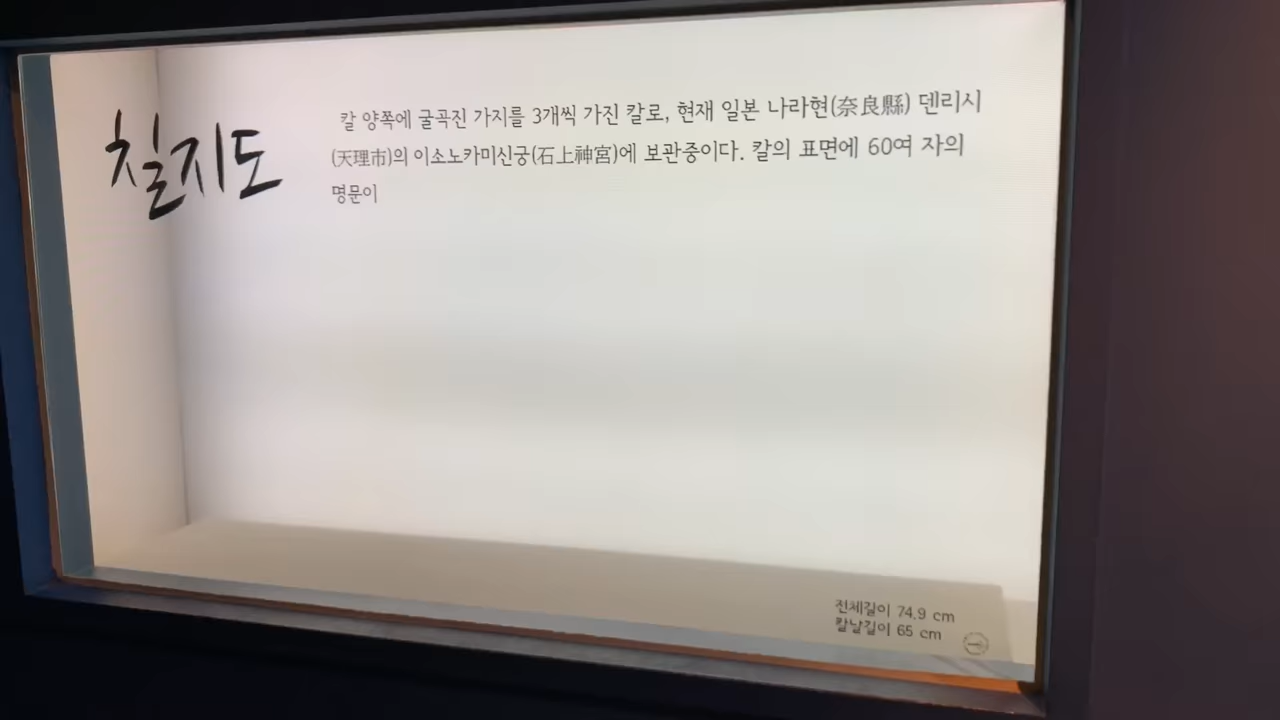 칠지도
칼 양쪽에 굴곡진 가지를 3개씩 가진 칼로, 현재 일본 나라현(奈良縣) 덴리시
(天理市)의 이소노카미신궁(石上神宮)에 보관중이다. 칼의 표면에 60여 자의
명문이
전체길이 74.9 cm
칼날길이 65 cm